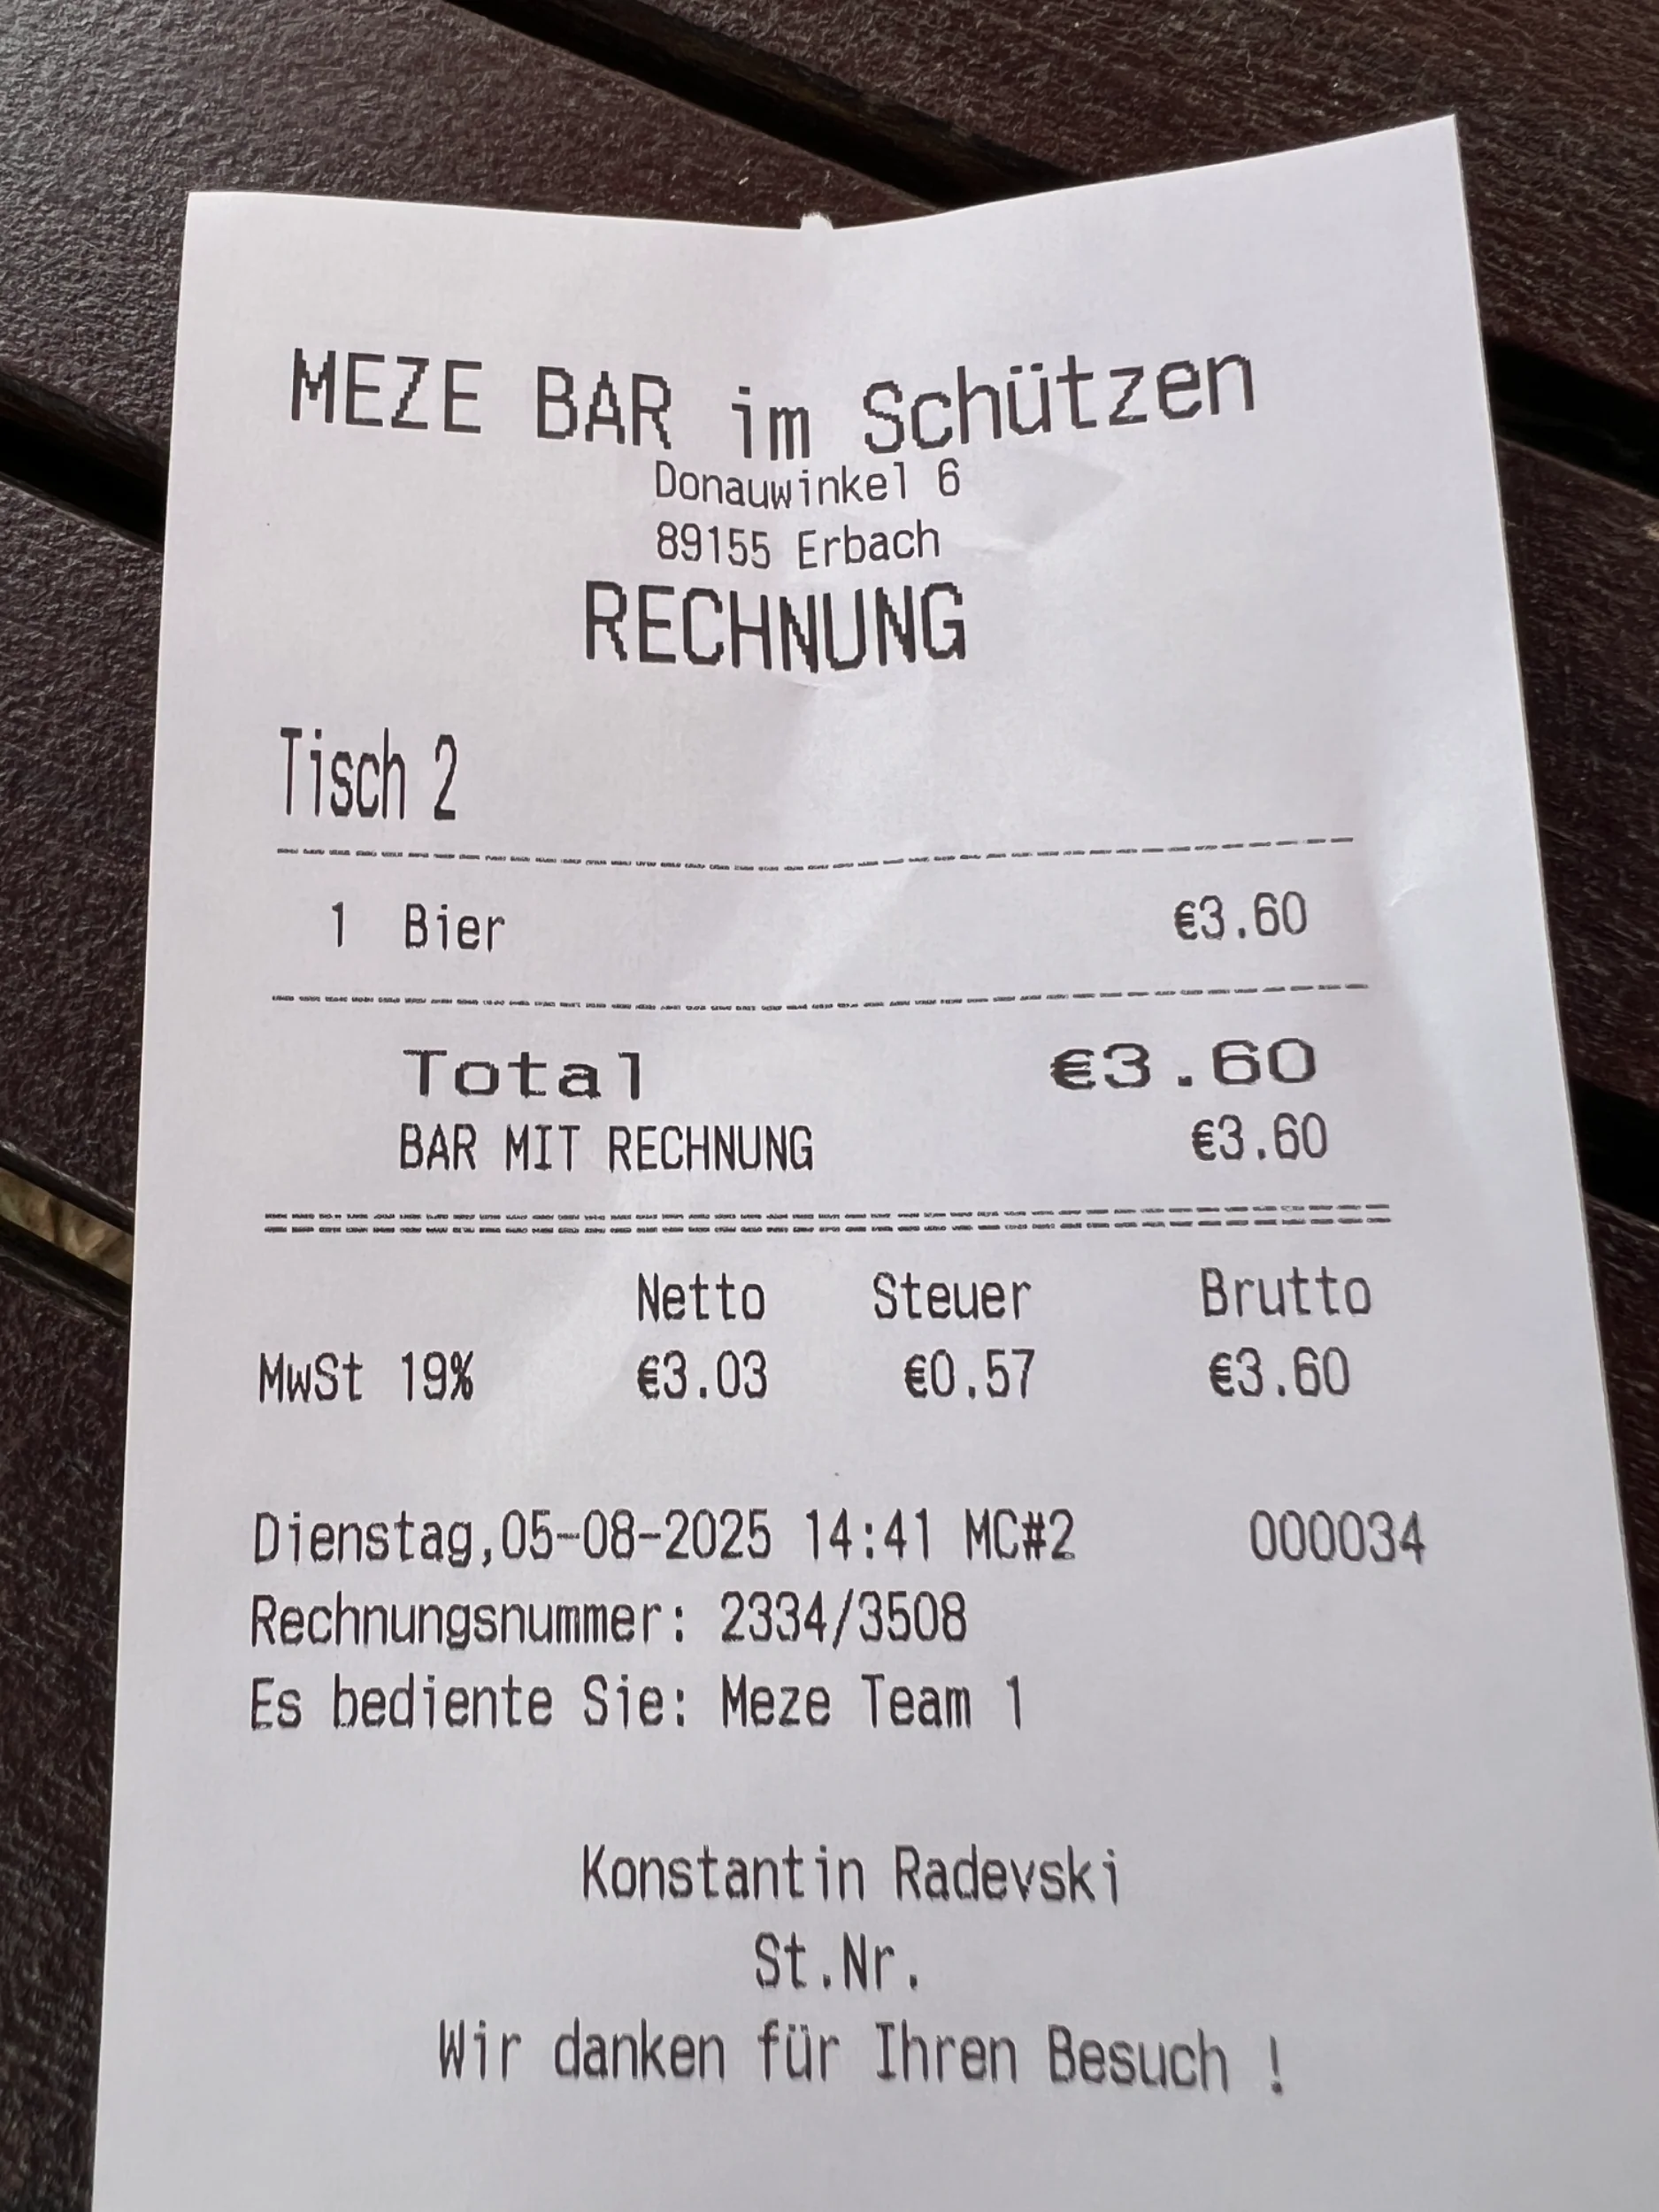 MEZE BAR im Schützen
Donauwinkel 6
89155 Erbach
RECHNUNG
Tisch 2
1 Bier €3.60
Total €3.60
BAR MIT RECHNUNG €3.60
Netto Steuer Brutto
MwSt 19% €3.03 €0.57 €3.60
Dienstag,05-08-2025 14:41 MC#2 000034
Rechnungsnummer: 2334/3508
Es bediente Sie: Meze Team 1
Konstantin Radevski
St.Nr.
Wir danken für Ihren Besuch !